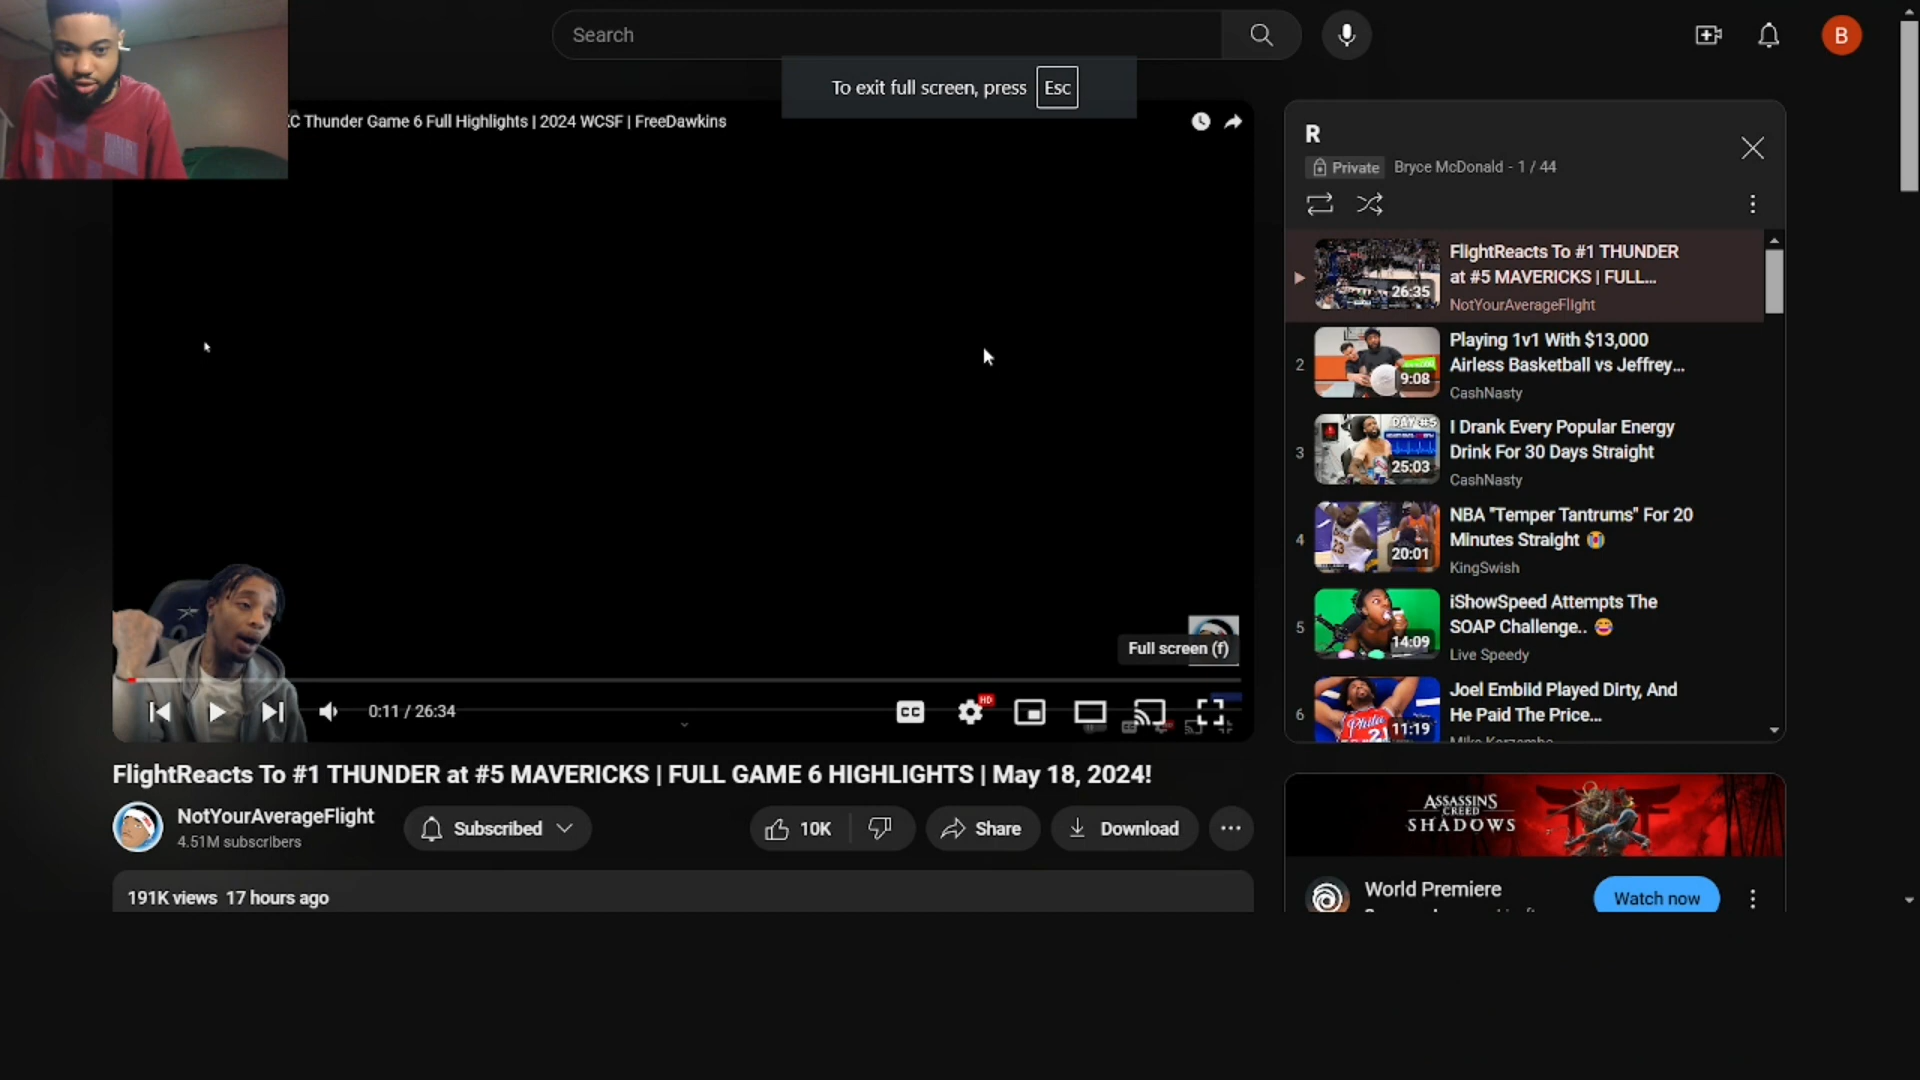 Search
B
To exit full screen, press Esc
C Thunder Game 6 Full Highlights | 2024 WCSF | FreeDawkins
Full screen (f)
0:11 / 26:34
CC
HD
FlightReacts To #1 THUNDER at #5 MAVERICKS | FULL GAME 6 HIGHLIGHTS | May 18, 2024!
NotYourAverageFlight
4.51M subscribers
Subscribed
10K
Share
Download
191K views 17 hours ago
R
Private
Bryce McDonald - 1 / 44
26:35
FlightReacts To #1 THUNDER
at #5 MAVERICKS | FULL...
NotYourAverageFlight
2
9:08
Playing 1v1 With $13,000
Airless Basketball vs Jeffrey...
CashNasty
3
DAY #5
25:03
I Drank Every Popular Energy
Drink For 30 Days Straight
CashNasty
4
23
20:01
NBA "Temper Tantrums" For 20
Minutes Straight 😭
KingSwish
5
14:09
iShowSpeed Attempts The
SOAP Challenge.. 😂
Live Speedy
6
Phila
21
11:19
Joel Embiid Played Dirty, And
He Paid The Price...
Mike Korzemba
ASSASSIN'S
CREED
SHADOWS
World Premiere
Watch now